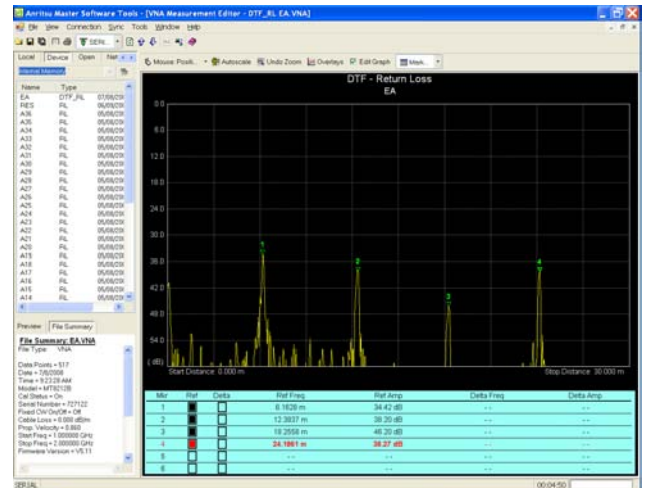 Anritsu Master Software Tools - [VNA Measurement Editor - DTF_RL EA.VNA]
File View Connection Sync Tools Window Help
Local Device Open
Internal Memory
Mouse Autoscale Undo Zoom Overlays Edit Graph
Name Type
EA DTF_RL
RES RL
A36 RL
A35 RL
A34 RL
A33 RL
A32 RL
A31 RL
A30 RL
A29 RL
A28 RL
A27 RL
A26 RL
A25 RL
A24 RL
A23 RL
A22 RL
A21 RL
A20 RL
A19 RL
A18 RL
A17 RL
A16 RL
A15 RL
A14 RL
DTF - Return Loss
EA
0.0
6.0
12.0
18.0
24.0
30.0
36.0
42.0
48.0
54.0
(dB)
1
2
3
4
Start Distance 0.000 m
Stop Distance 30.000 m
Preview File Summary
File Summary: EA.VNA
File Type VNA
Data Points = 517
Date = 7/8/2008
Time = 9:23:28 AM
Model = MT8212B
Cal Status = On
Serial Number = 727122
Fixed CW On/Off = Off
Cable Loss = 0.000 dB/m
Prop. Velocity = 0.860
Start Freq = 1.000000 GHz
Stop Freq = 2.000000 GHz
Firmware Version = V5.11
Mkr Ref Delta Ref Freq Ref Amp Delta Freq Delta Amp
1 6.1628 m 34.42 dB - - - -
2 12.3837 m 38.20 dB - - - -
3 18.2558 m 46.20 dB - - - -
4 24.1861 m 38.27 dB - - - -
5 - - - - - - - -
6 - - - - - - - -
SERIAL
00:04:50